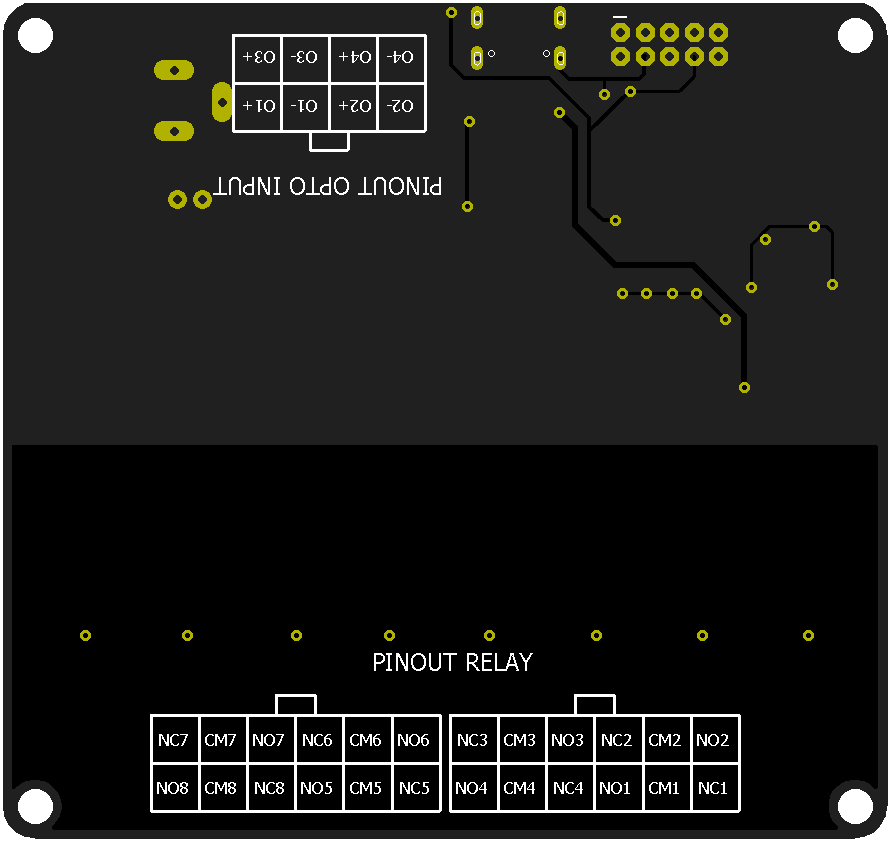 PINOUT OPTO INPUT
O2- O2+ O1- O1+
O4- O4+ O3- O3+
PINOUT RELAY
NC7 CM7 NO7 NC6 CM6 NO6 NC3 CM3 NO3 NC2 CM2 NO2
NO8 CM8 NC8 NO5 CM5 NC5 NO4 CM4 NC4 NO1 CM1 NC1